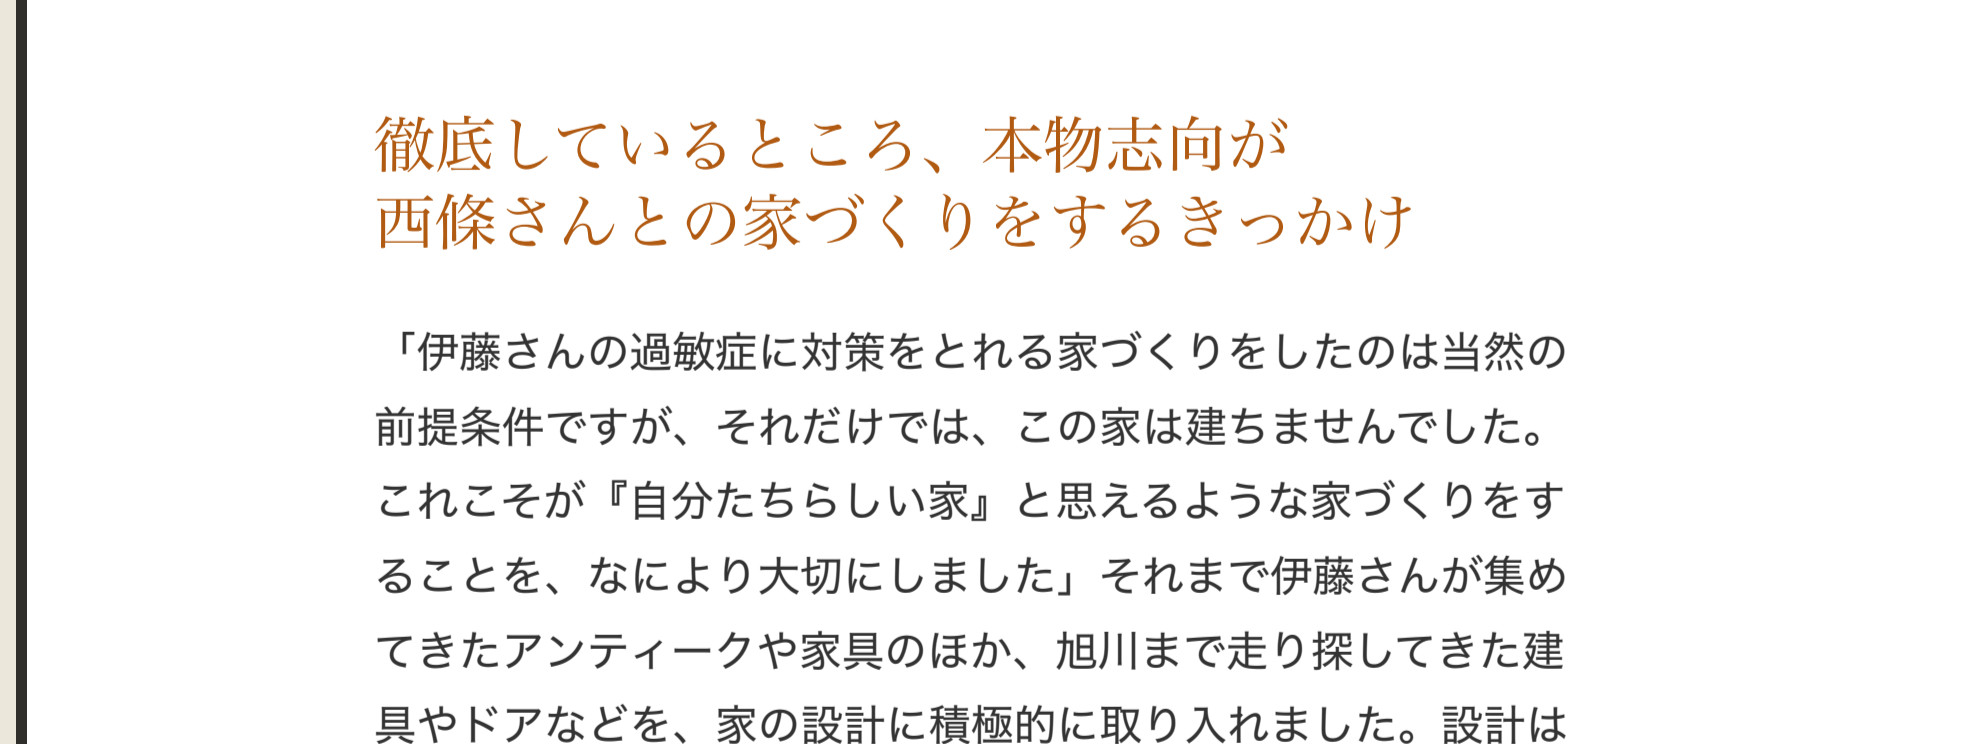 徹底しているところ、本物志向が
西條さんとの家づくりをするきっかけ
「伊藤さんの過敏症に対策をとれる家づくりをしたのは当然の
前提条件ですが、それだけでは、この家は建ちませんでした。
これこそが『自分たちらしい家』と思えるような家づくりをす
ることを、なにより大切にしました」それまで伊藤さんが集め
てきたアンティークや家具のほか、旭川まで走り探してきた建
具やドアなどを、家の設計に積極的に取り入れました。設計は